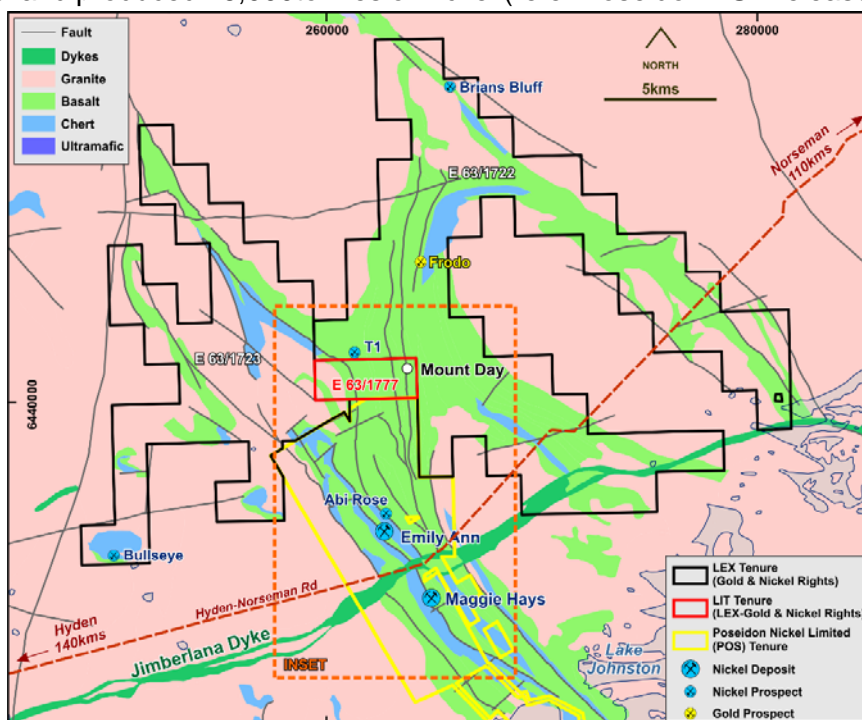 260000
280000
Fault
Dykes
Granite
Basalt
Chert
Ultramafic
NORTH
5kms
Brians Bluff
Norseman
110kms
E 63/1722
Frodo
T1
E 63/1723
E 63/1777
Mount Day
6440000
Abi Rose
Emily Ann
Bullseye
Maggie Hays
Hyden-Norseman Rd
Hyden
140kms
Jimberlana Dyke
INSET
Lake
Johnston
LEX Tenure
(Gold & Nickel Rights)
LIT Tenure
(LEX-Gold & Nickel Rights)
Poseidon Nickel Limited
(POS) Tenure
Nickel Deposit
Nickel Prospect
Gold Prospect